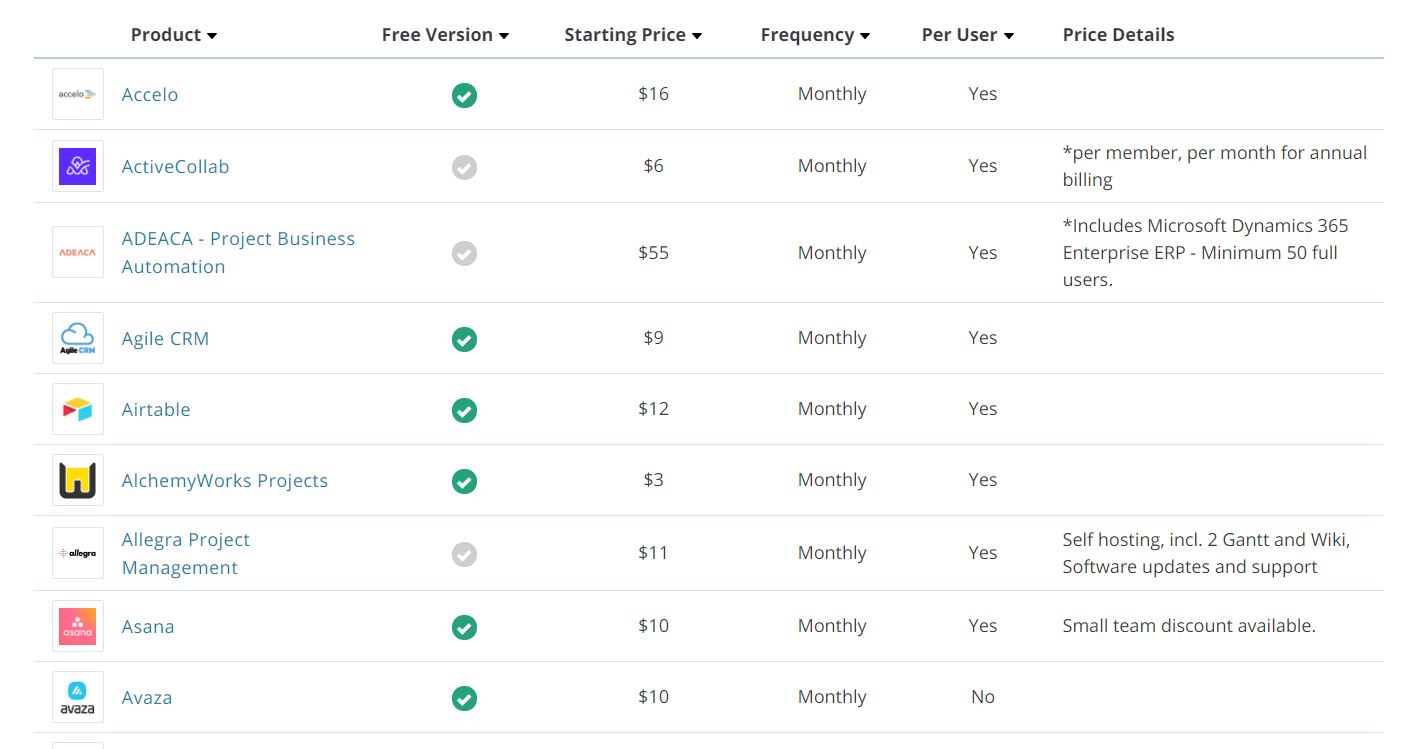 Product Free Version Starting Price Frequency Per User Price Details
accelo Accelo $16 Monthly Yes
ActiveCollab $6 Monthly Yes *per member, per month for annual
billing
ADEACA - Project Business *Includes Microsoft Dynamics 365
ADEACA Automation $55 Monthly Yes Enterprise ERP - Minimum 50 full
users.
Agile CRM Agile CRM $9 Monthly Yes
Airtable $12 Monthly Yes
AlchemyWorks Projects $3 Monthly Yes
Allegra Project Self hosting, incl. 2 Gantt and Wiki,
allegra Management $11 Monthly Yes Software updates and support
asana Asana $10 Monthly Yes Small team discount available.
avaza Avaza $10 Monthly No